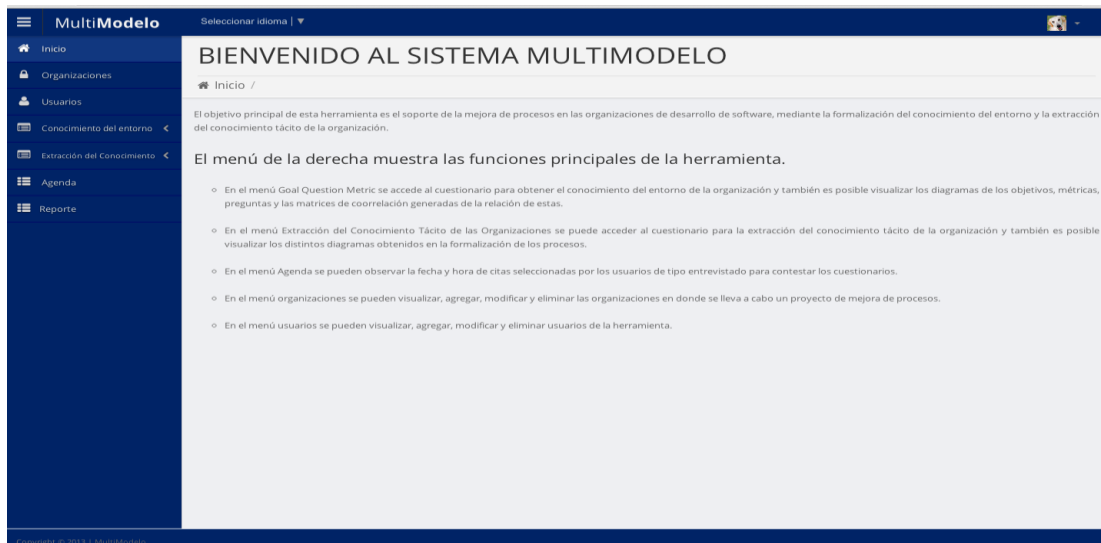 MultiModelo
Seleccionar idioma | ▼
Inicio
Organizaciones
Usuarios
Conocimiento del entorno
Extracción del Conocimiento
Agenda
Reporte
BIENVENIDO AL SISTEMA MULTIMODELO
Inicio /
El objetivo principal de esta herramienta es el soporte de la mejora de procesos en las organizaciones de desarrollo de software, mediante la formalización del conocimiento del entorno y la extracción
del conocimiento tácito de la organización.
El menú de la derecha muestra las funciones principales de la herramienta.
En el menú Goal Question Metric se accede al cuestionario para obtener el conocimiento del entorno de la organización y también es posible visualizar los diagramas de los objetivos, métricas,
preguntas y las matrices de coorrelación generadas de la relación de estas.
En el menú Extracción del Conocimiento Tácito de las Organizaciones se puede acceder al cuestionario para la extracción del conocimiento tácito de la organización y también es posible
visualizar los distintos diagramas obtenidos en la formalización de los procesos.
En el menú Agenda se pueden observar la fecha y hora de citas seleccionadas por los usuarios de tipo entrevistado para contestar los cuestionarios.
En el menú organizaciones se pueden visualizar, agregar, modificar y eliminar las organizaciones en donde se lleva a cabo un proyecto de mejora de procesos.
En el menú usuarios se pueden visualizar, agregar, modificar y eliminar usuarios de la herramienta.
Copyright © 2013 | MultiModelo